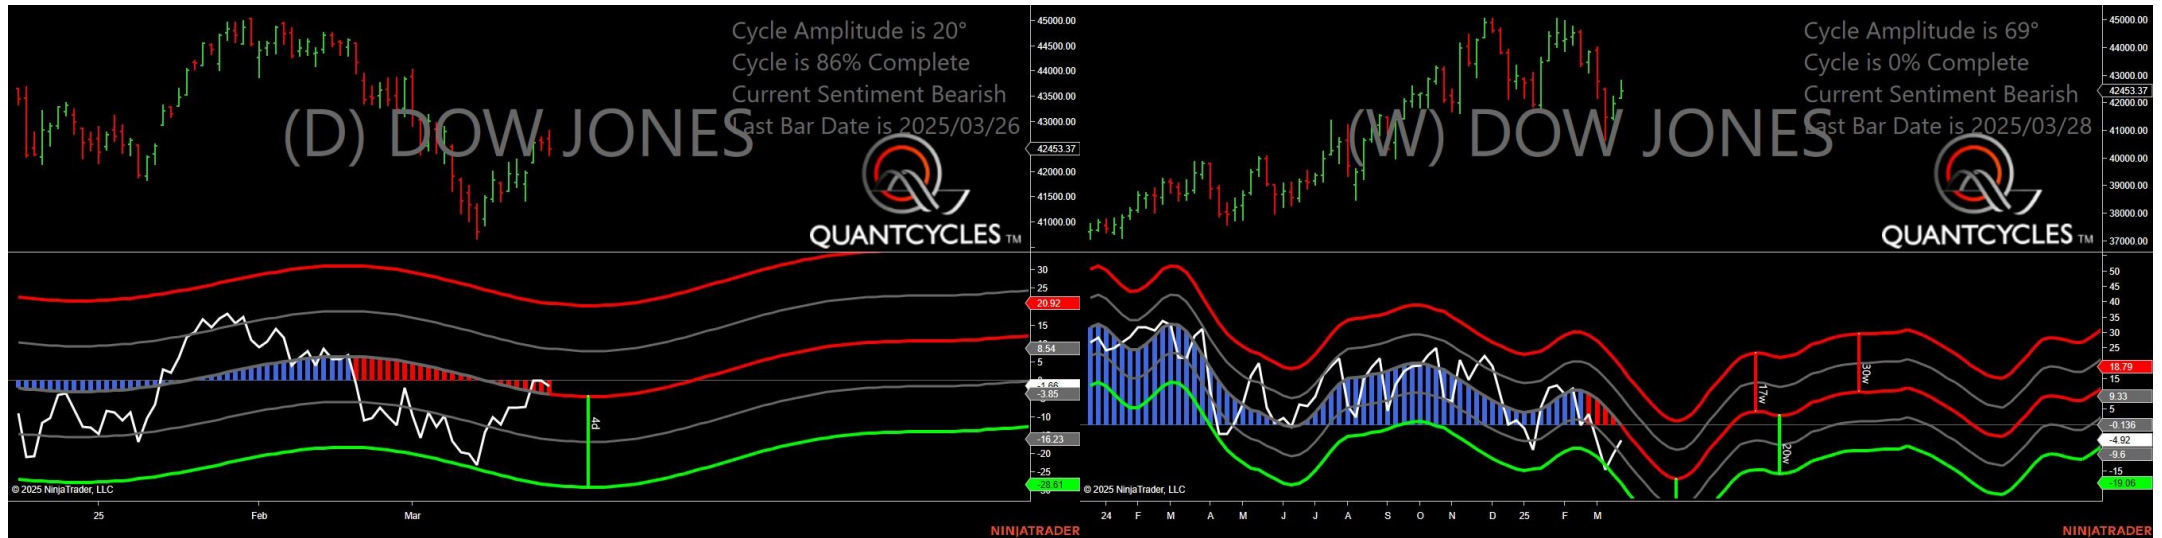 Cycle Amplitude is 20°
Cycle is 86% Complete
Current Sentiment Bearish
Last Bar Date is 2025/03/26
(D) DOW JONES
QUANTCYCLES TM
45000.00
44500.00
44000.00
43500.00
43000.00
42453.37
42000.00
41500.00
41000.00
30
25
20.92
15
8.54
5
-1.66
-3.85
-10
-16.23
-20
-25
-28.61
4d
© 2025 NinjaTrader, LLC
25 Feb Mar
NINJATRADER
Cycle Amplitude is 69°
Cycle is 0% Complete
Current Sentiment Bearish
Last Bar Date is 2025/03/28
(W) DOW JONES
QUANTCYCLES TM
45000.00
44000.00
43000.00
42453.37
42000.00
41000.00
40000.00
39000.00
38000.00
37000.00
50
45
40
35
30
25
18.79
15
9.33
5
-0.136
-4.92
-9.6
-15
-19.06
17w
20w
30w
© 2025 NinjaTrader, LLC
24 F M A M J J A S O N D 25 F M
NINJATRADER